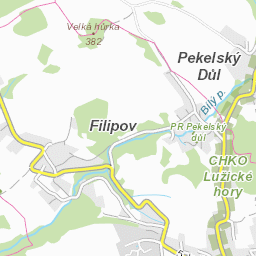 Velká hůrka
382
Pekelský
Důl
Bílý p.
Filipov
PR Pekelský
důl
CHKO
Lužické
hory